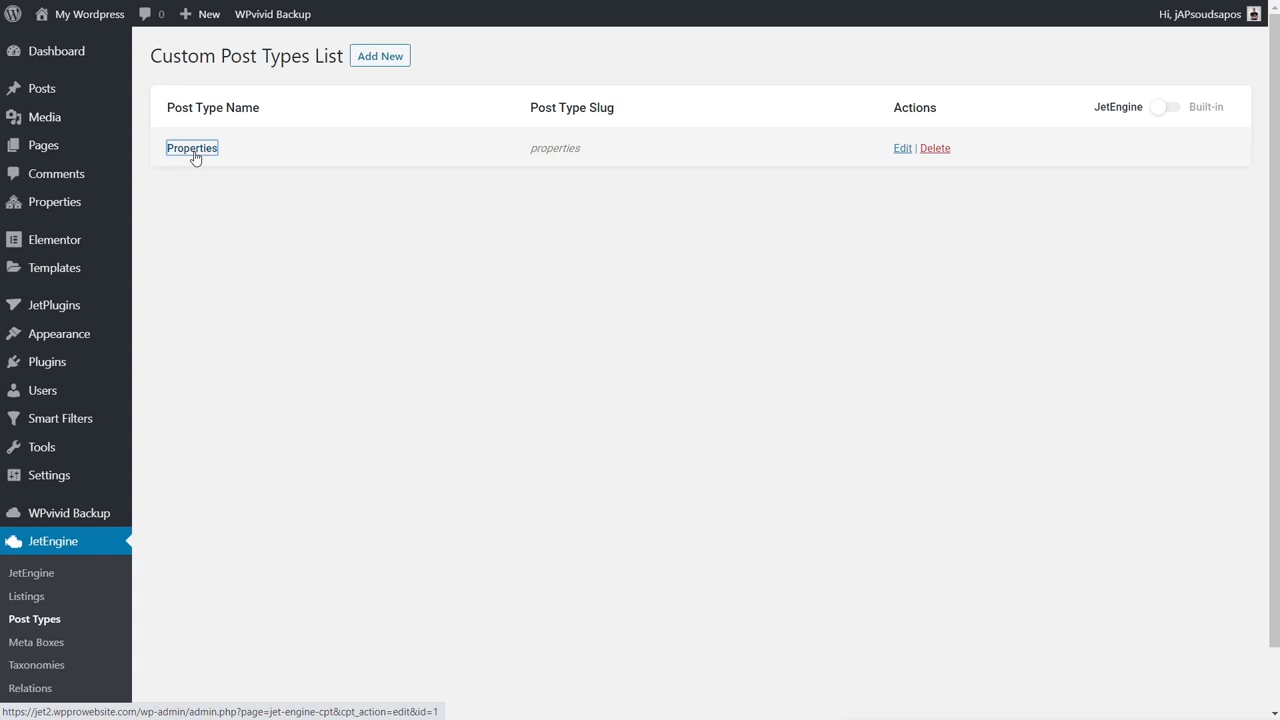 My Wordpress 0 New WPvivid Backup Hi, jAPsoudsapos
Dashboard
Posts
Media
Pages
Comments
Properties
Elementor
Templates
JetPlugins
Appearance
Plugins
Users
Smart Filters
Tools
Settings
WPvivid Backup
JetEngine
JetEngine
Listings
Post Types
Meta Boxes
Taxonomies
Relations
Custom Post Types List Add New
Post Type Name Post Type Slug Actions JetEngine Built-in
Properties properties Edit | Delete
https://jet2.wpprowebsite.com/wp-admin/admin.php?page=jet-engine-cpt&cpt_action=edit&id=1